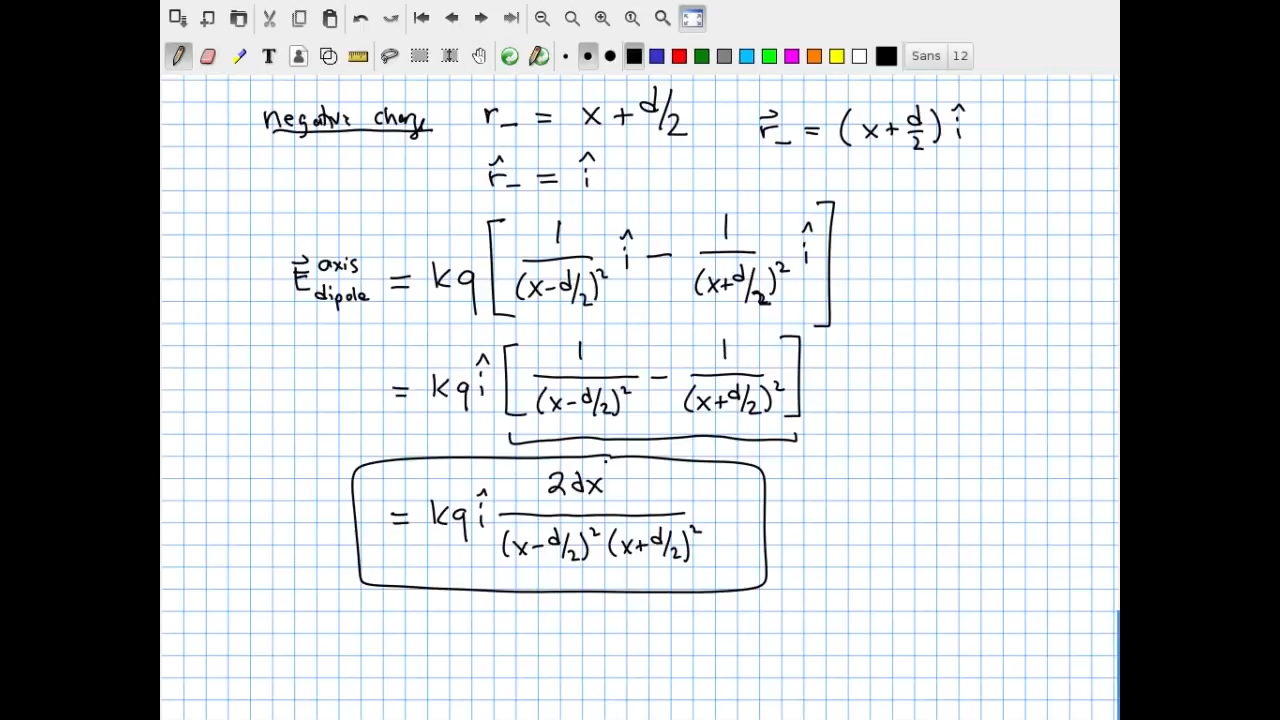 Sans 12
negative charge r₋ = x + d/2 r⃗₋ = (x + d/2) î
r̂₋ = î
E⃗ axis dipole = kq [ 1/(x-d/2)² î − 1/(x+d/2)² î ]
= kq î [ 1/(x-d/2)² − 1/(x+d/2)² ]
= kq î 2dx/((x-d/2)² (x+d/2)²)